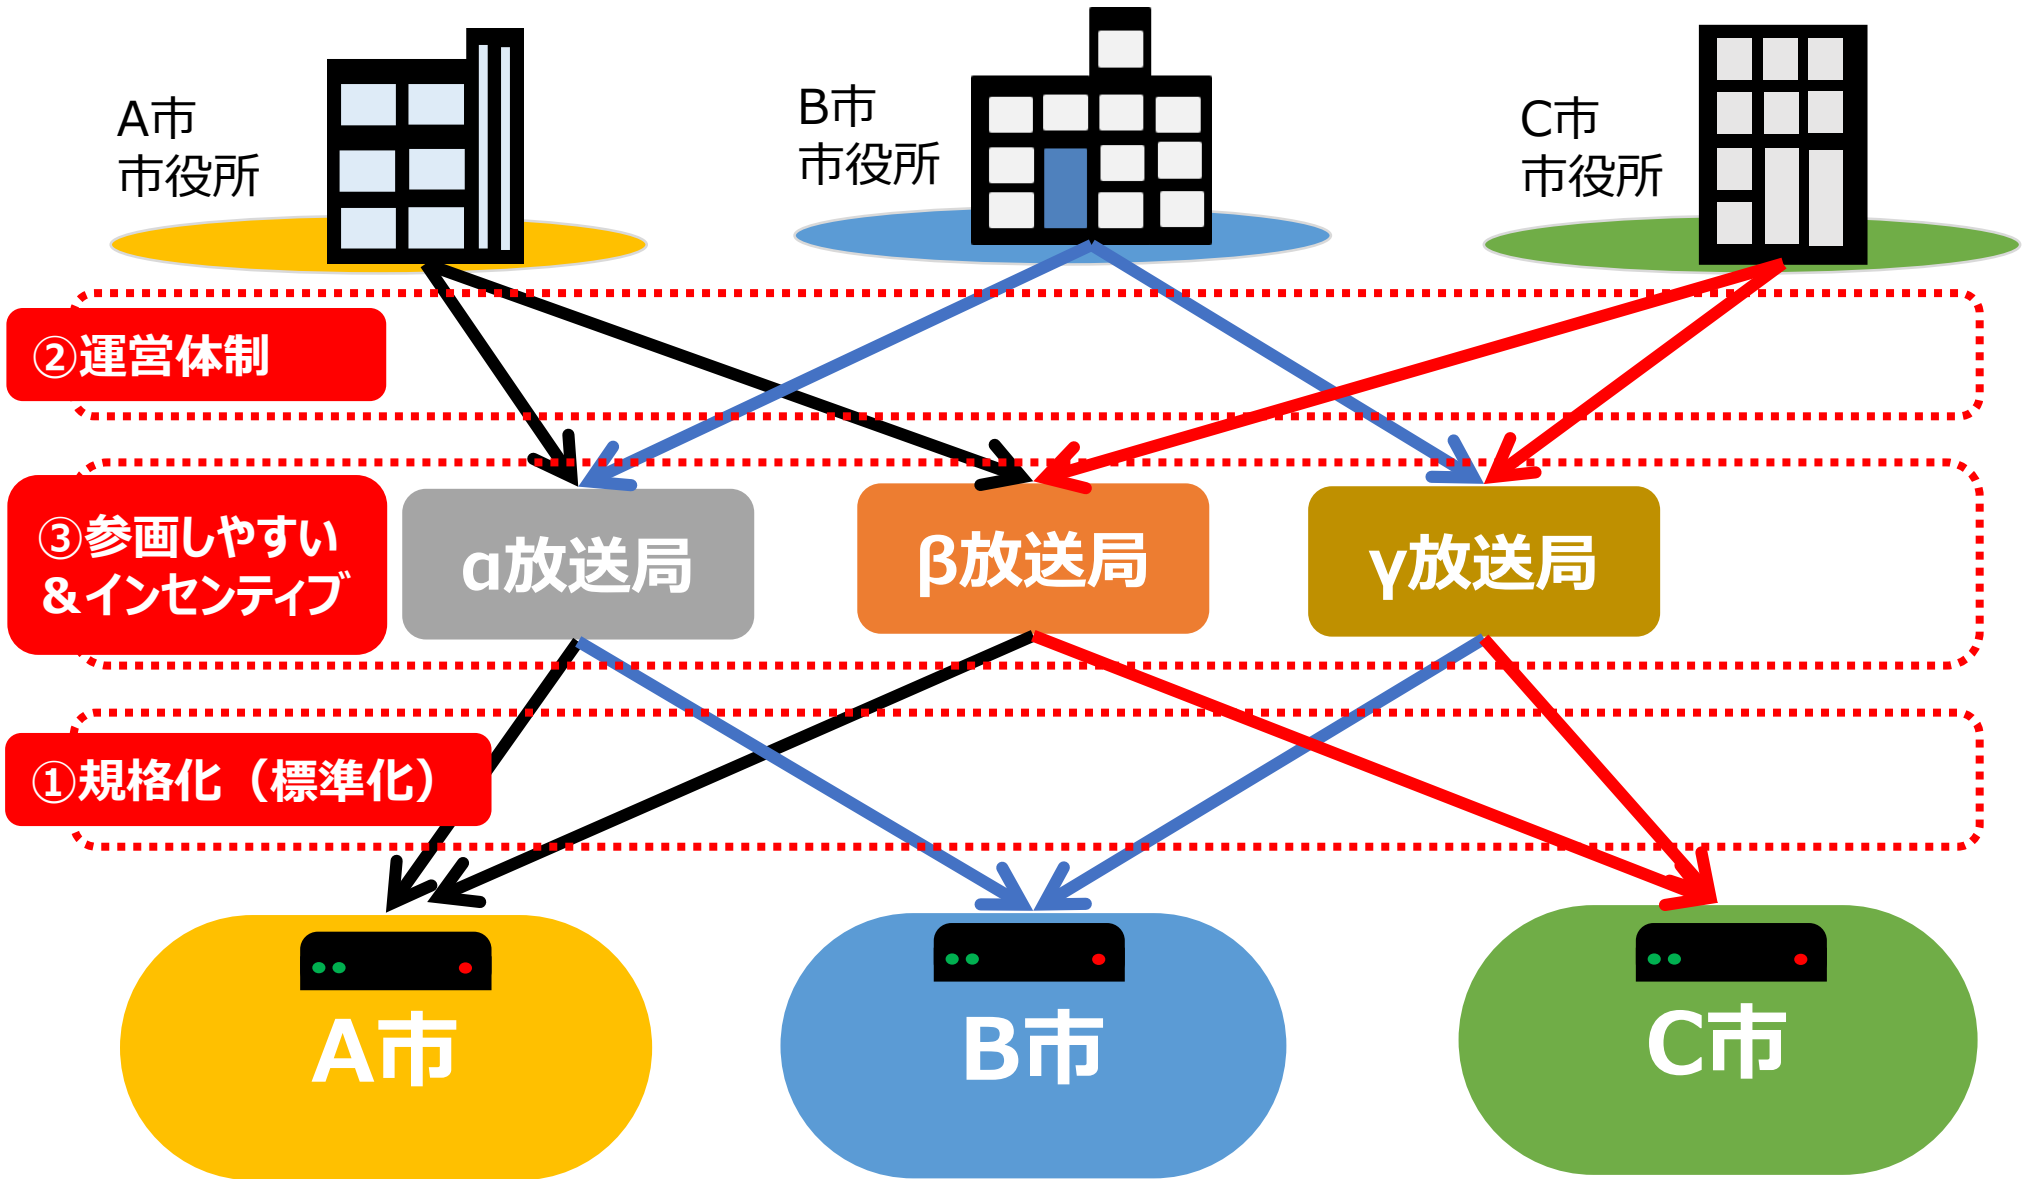 A市
市役所
B市
市役所
C市
市役所
②運営体制
③参画しやすい
＆インセンティブ
α放送局
β放送局
γ放送局
①規格化（標準化）
A市
B市
C市